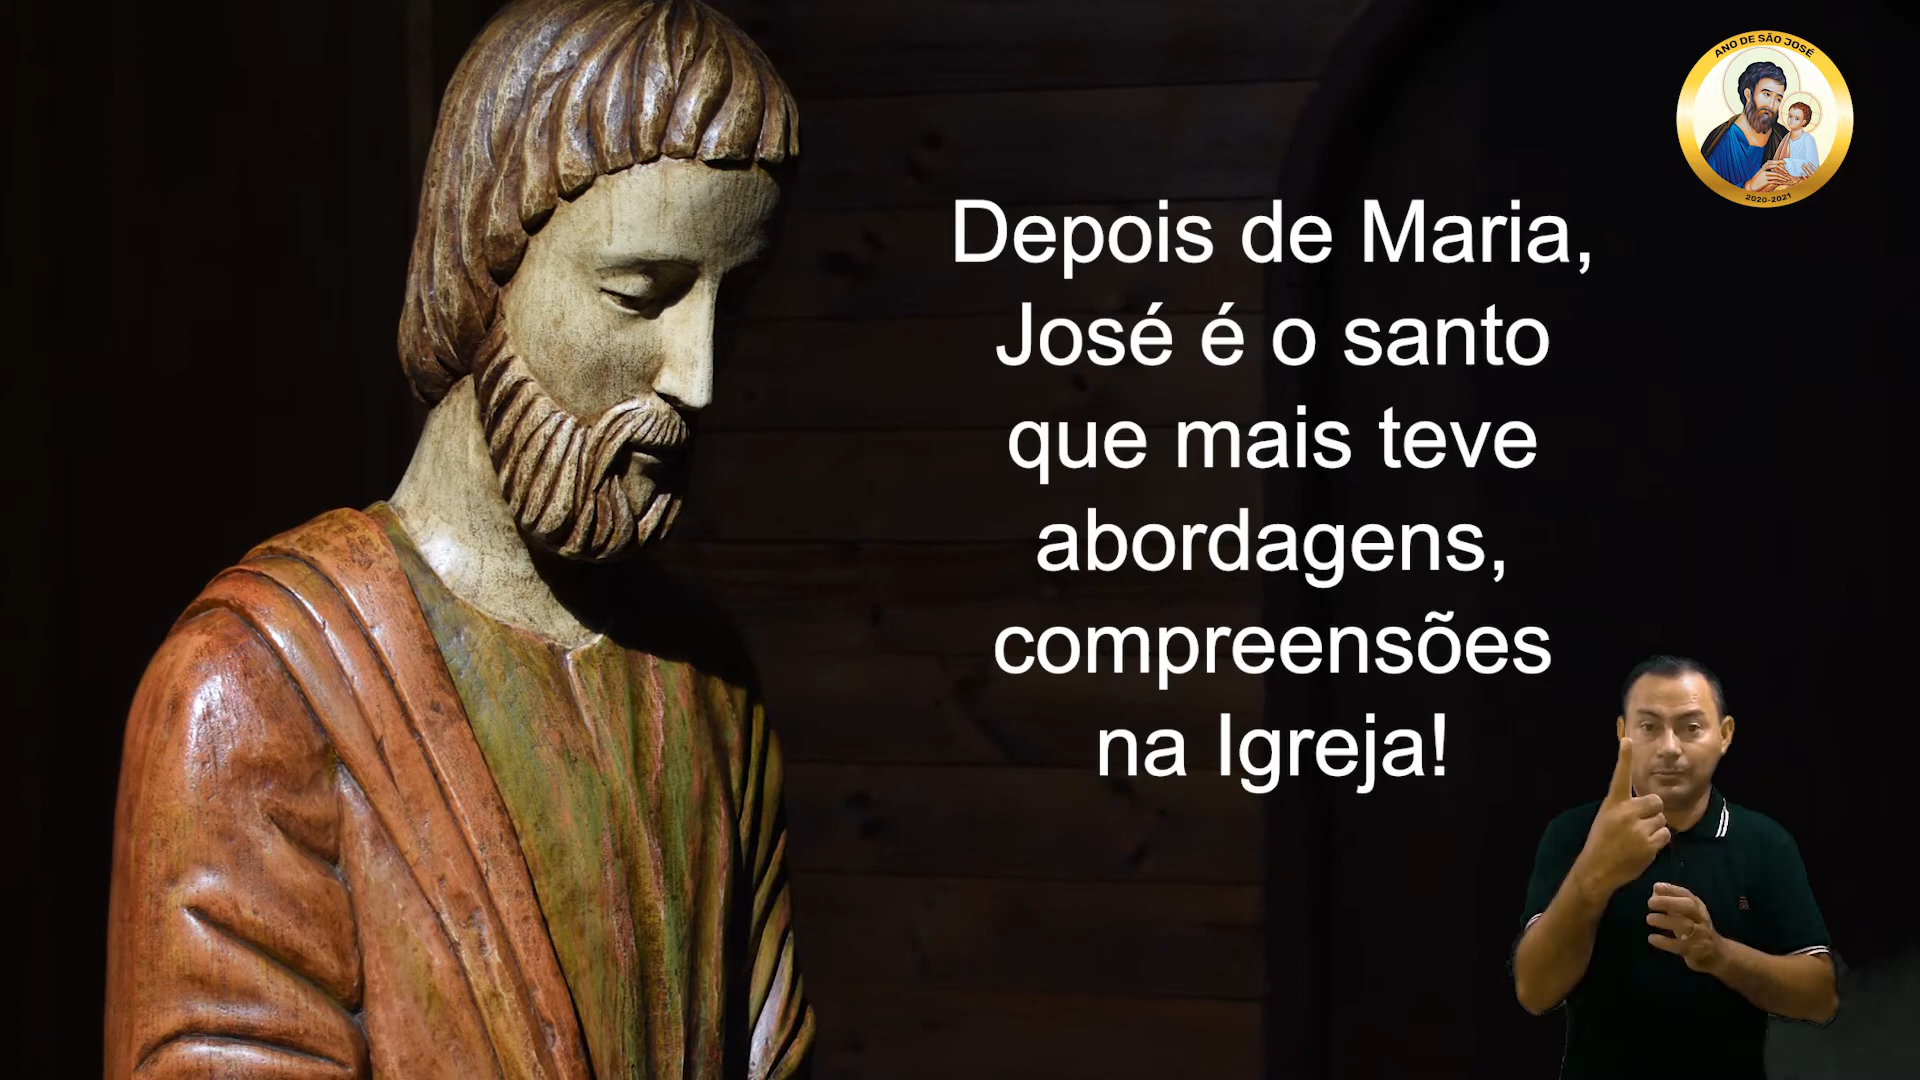 ANO DE SÃO JOSÉ
2020-2021
Depois de Maria,
José é o santo
que mais teve
abordagens,
compreensões
na Igreja!